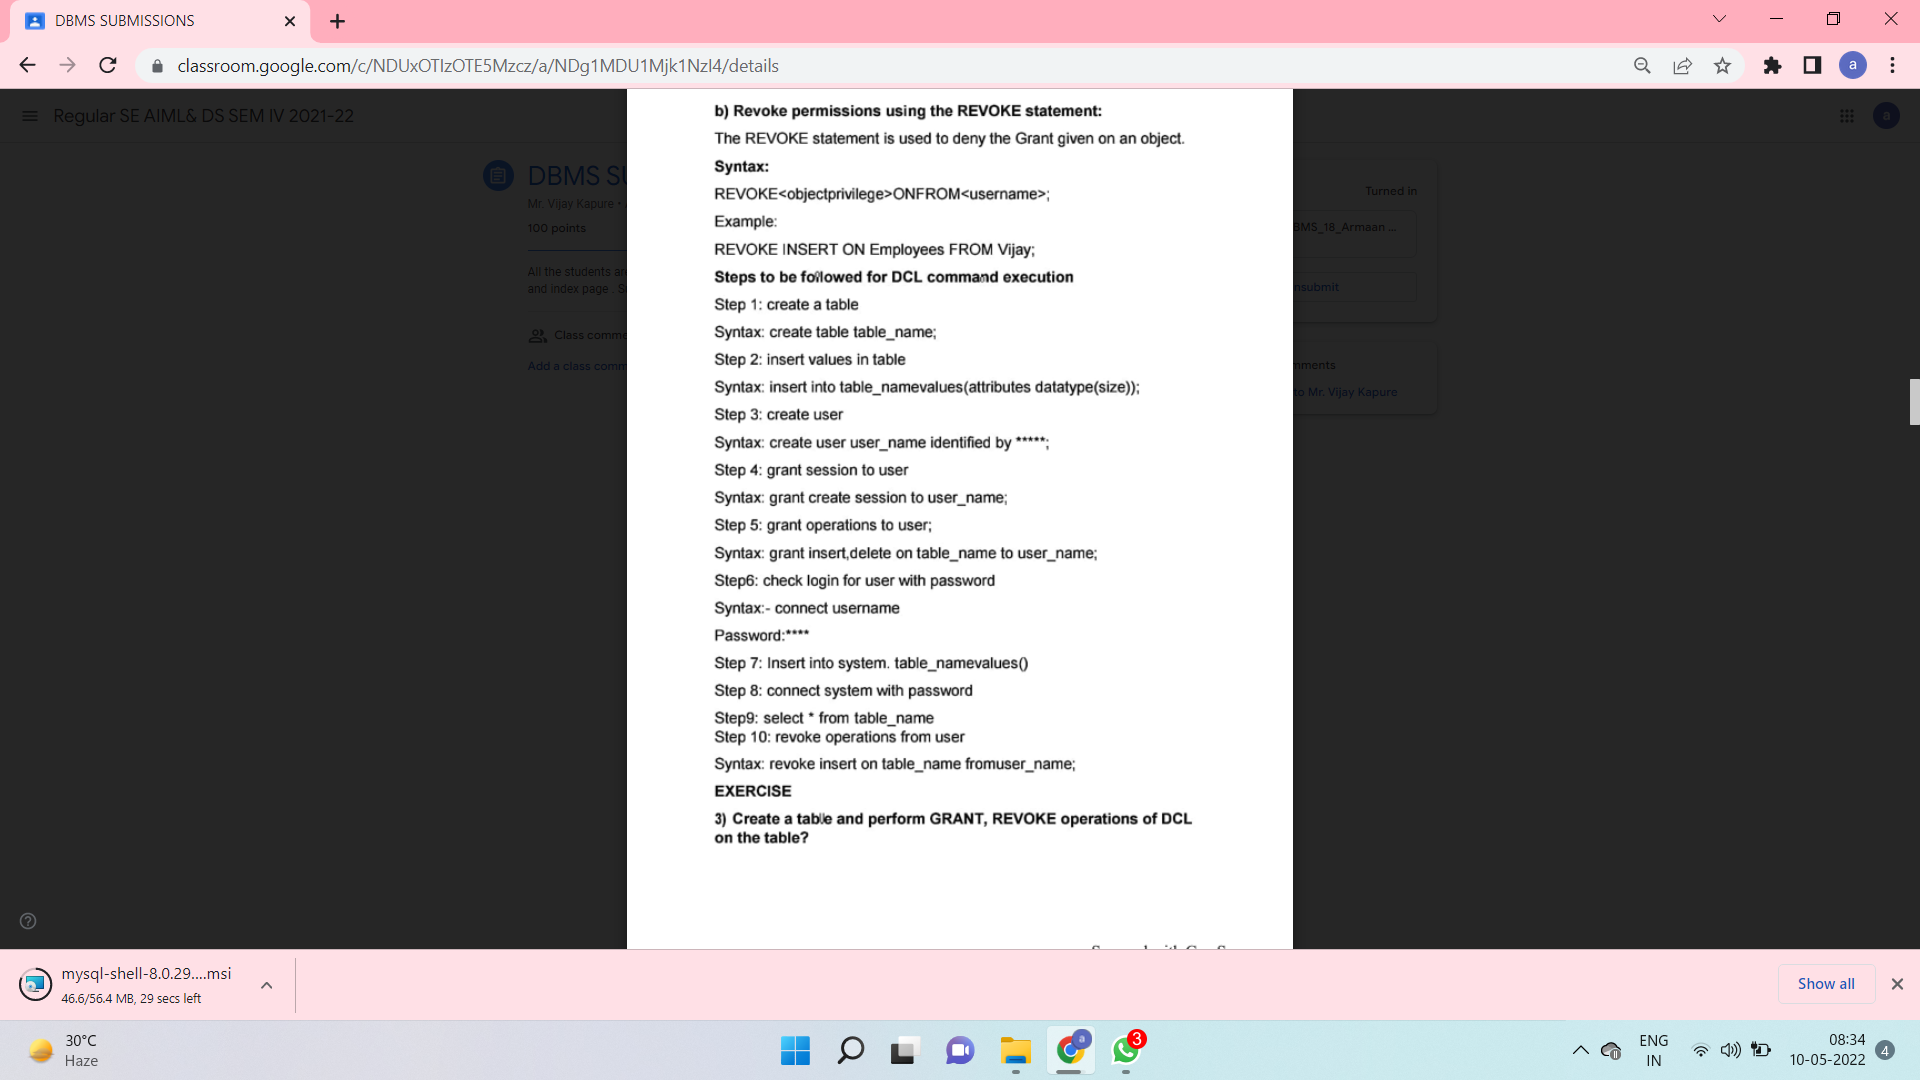 DBMS SUBMISSIONS
classroom.google.com/c/NDUxOTIzOTE5Mzcz/a/NDg1MDU1Mjk1NzI4/details
a
Regular SE AIML& DS SEM IV 2021-22
a
DBMS SU
Mr. Vijay Kapure •
100 points
All the students are
and index page . S
Class comme
Add a class comm
Turned in
BMS_18_Armaan ...
nsubmit
mments
to Mr. Vijay Kapure
b) Revoke permissions using the REVOKE statement:
The REVOKE statement is used to deny the Grant given on an object.
Syntax:
REVOKE<objectprivilege>ONFROM<username>;
Example:
REVOKE INSERT ON Employees FROM Vijay;
Steps to be followed for DCL command execution
Step 1: create a table
Syntax: create table table_name;
Step 2: insert values in table
Syntax: insert into table_namevalues(attributes datatype(size));
Step 3: create user
Syntax: create user user_name identified by *****;
Step 4: grant session to user
Syntax: grant create session to user_name;
Step 5: grant operations to user;
Syntax: grant insert,delete on table_name to user_name;
Step6: check login for user with password
Syntax:- connect username
Password:****
Step 7: Insert into system. table_namevalues()
Step 8: connect system with password
Step9: select * from table_name
Step 10: revoke operations from user
Syntax: revoke insert on table_name fromuser_name;
EXERCISE
3) Create a table and perform GRANT, REVOKE operations of DCL
on the table?
mysql-shell-8.0.29....msi
46.6/56.4 MB, 29 secs left
Show all
30°C
Haze
a
3
ENG
IN
08:34
10-05-2022
4